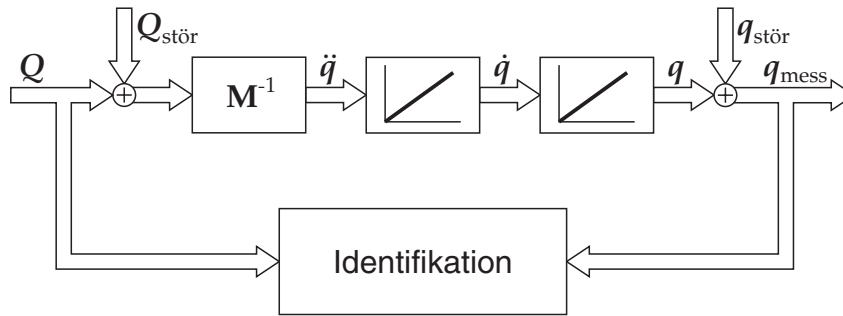 Q_stör
q_stör
Q
M^-1
q̈
q̇
q
q_mess
Identifikation